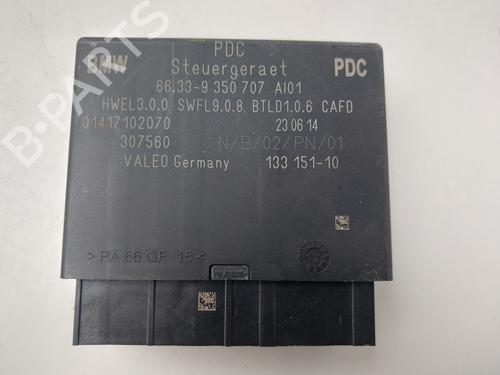 PDC
BMW Steuergeraet PDC
66.33-9 350 707 AI01
HWEL3.0.0 SWFL9.0.8 BTLD1.0.6 CAFD
01417102070 23 06 14
307560 N/B/02/PN/01
VALEO Germany 133 151-10
>PA 66 GF 15<
B-PARTS